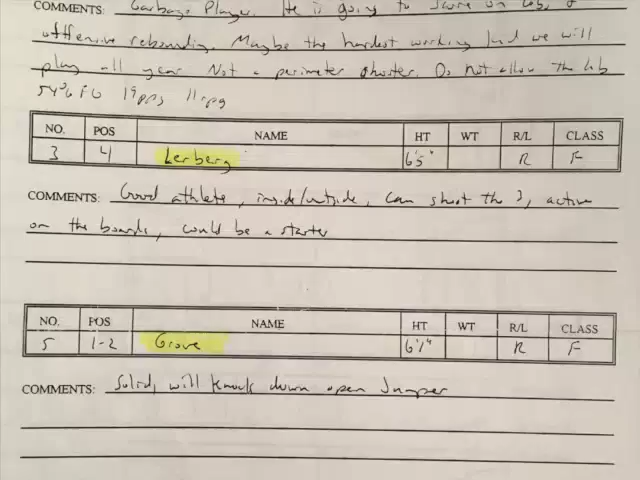 COMMENTS: Garbage Player. He is going to score on lobs, &
offensive rebounding. Maybe the hardest working kid we will
play all year. Not a perimeter shooter. Do not allow the lob
54% FG 19ppg 11rpg
NO. POS NAME HT WT R/L CLASS
3 4 Lerberg 6'5" R F
COMMENTS: Good athlete, inside/outside, can shoot the 3, active
on the boards, could be a starter
NO. POS NAME HT WT R/L CLASS
5 1-2 Grove 6'1" R F
COMMENTS: Solid, will knock down open Jumper